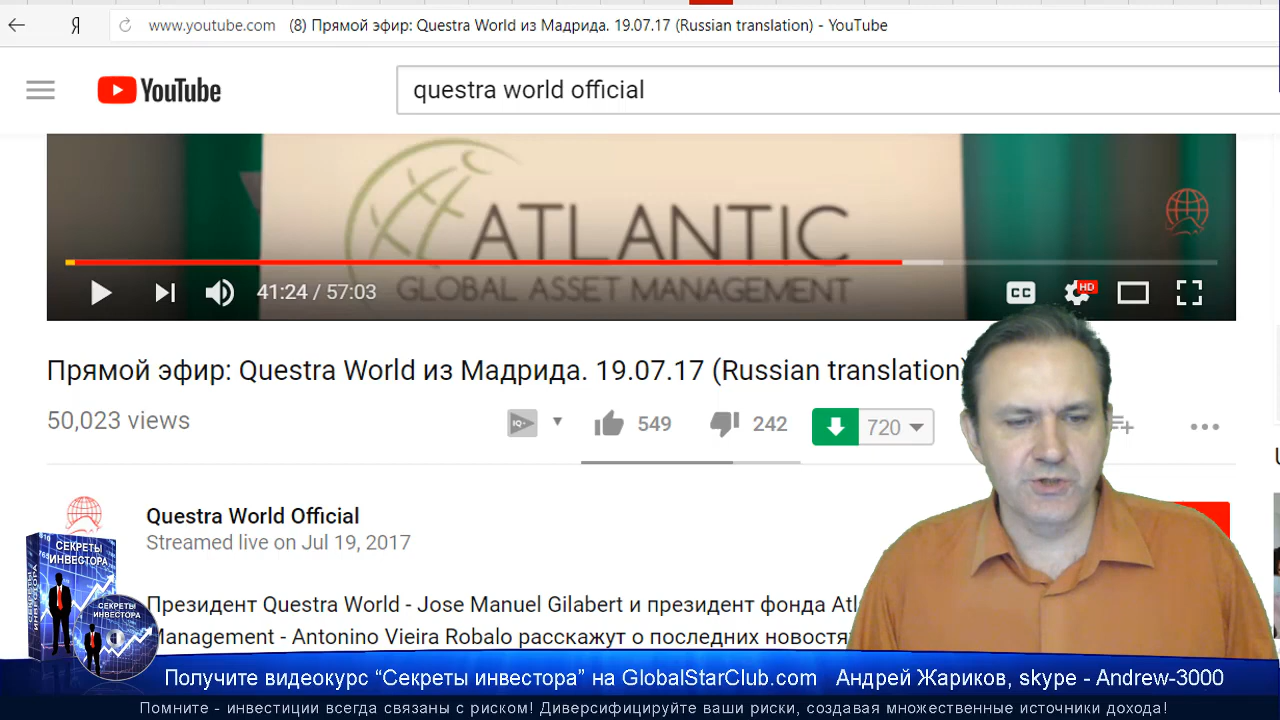 Я www.youtube.com (8) Прямой эфир: Questra World из Мадрида. 19.07.17 (Russian translation) - YouTube
YouTube questra world official
ATLANTIC
GLOBAL ASSET MANAGEMENT
41:24 / 57:03 CC HD
Прямой эфир: Questra World из Мадрида. 19.07.17 (Russian translation)
50,023 views IQ 549 242 720
Questra World Official
Streamed live on Jul 19, 2017
СЕКРЕТЫ
ИНВЕСТОРА
СЕКРЕТЫ
ИНВЕСТОРА
Президент Questra World - Jose Manuel Gilabert и президент фонда
Management - Antonino Vieira Robalo расскажут о последних
Получите видеокурс “Секреты инвестора” на GlobalStarClub.com Андрей Жариков, skype - Andrew-3000
Помните - инвестиции всегда связаны с риском! Диверсифицируйте ваши риски, создавая множественные источники дохода!